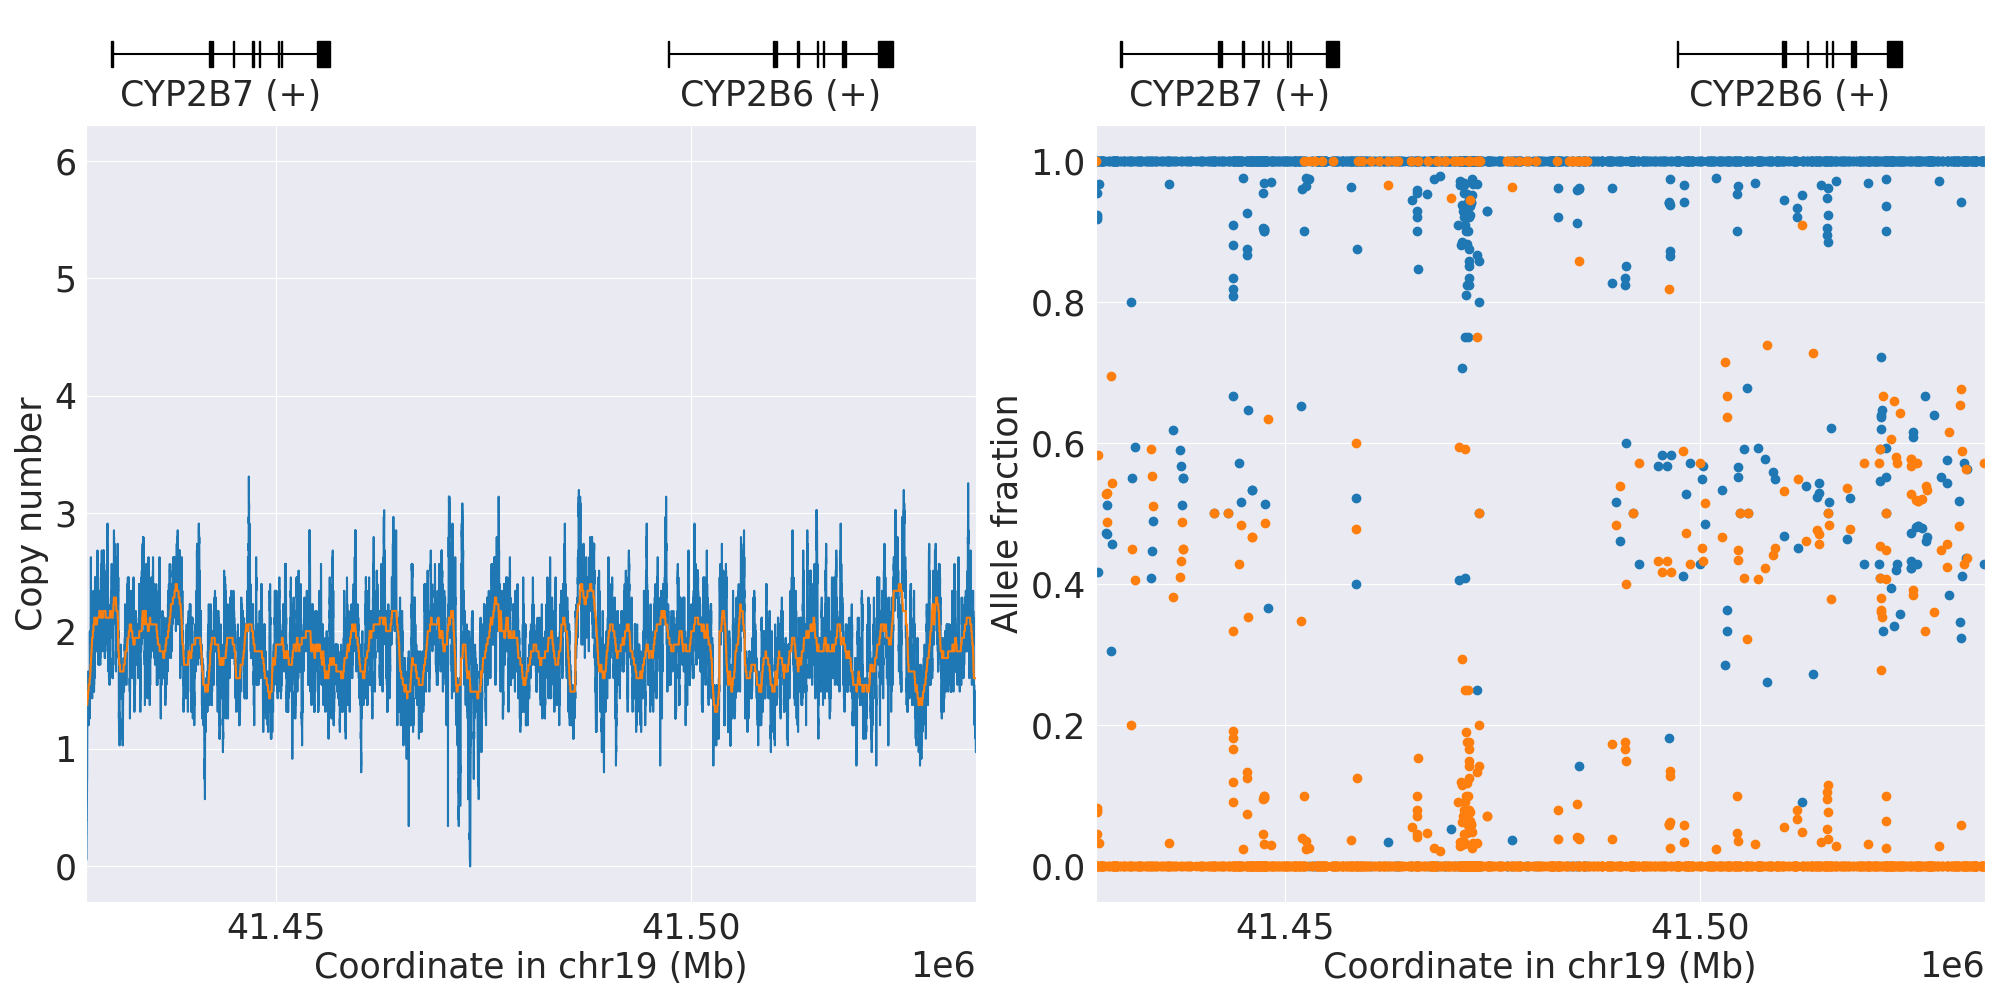 CYP2B7 (+)
CYP2B6 (+)
6
5
4
3
2
1
0
Copy number
41.45
41.50
Coordinate in chr19 (Mb)
1e6
CYP2B7 (+)
CYP2B6 (+)
1.0
0.8
0.6
0.4
0.2
0.0
Allele fraction
41.45
41.50
Coordinate in chr19 (Mb)
1e6